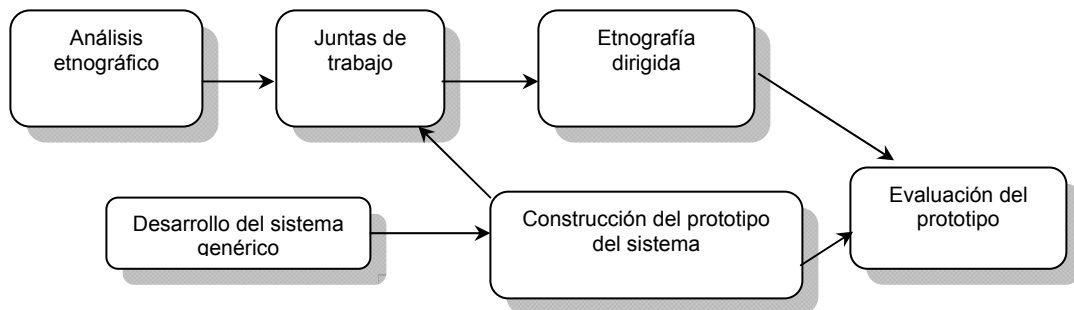 Análisis
etnográfico
Juntas de
trabajo
Etnografía
dirigida
Evaluación del
prototipo
Desarrollo del sistema
genérico
Construcción del prototipo
del sistema